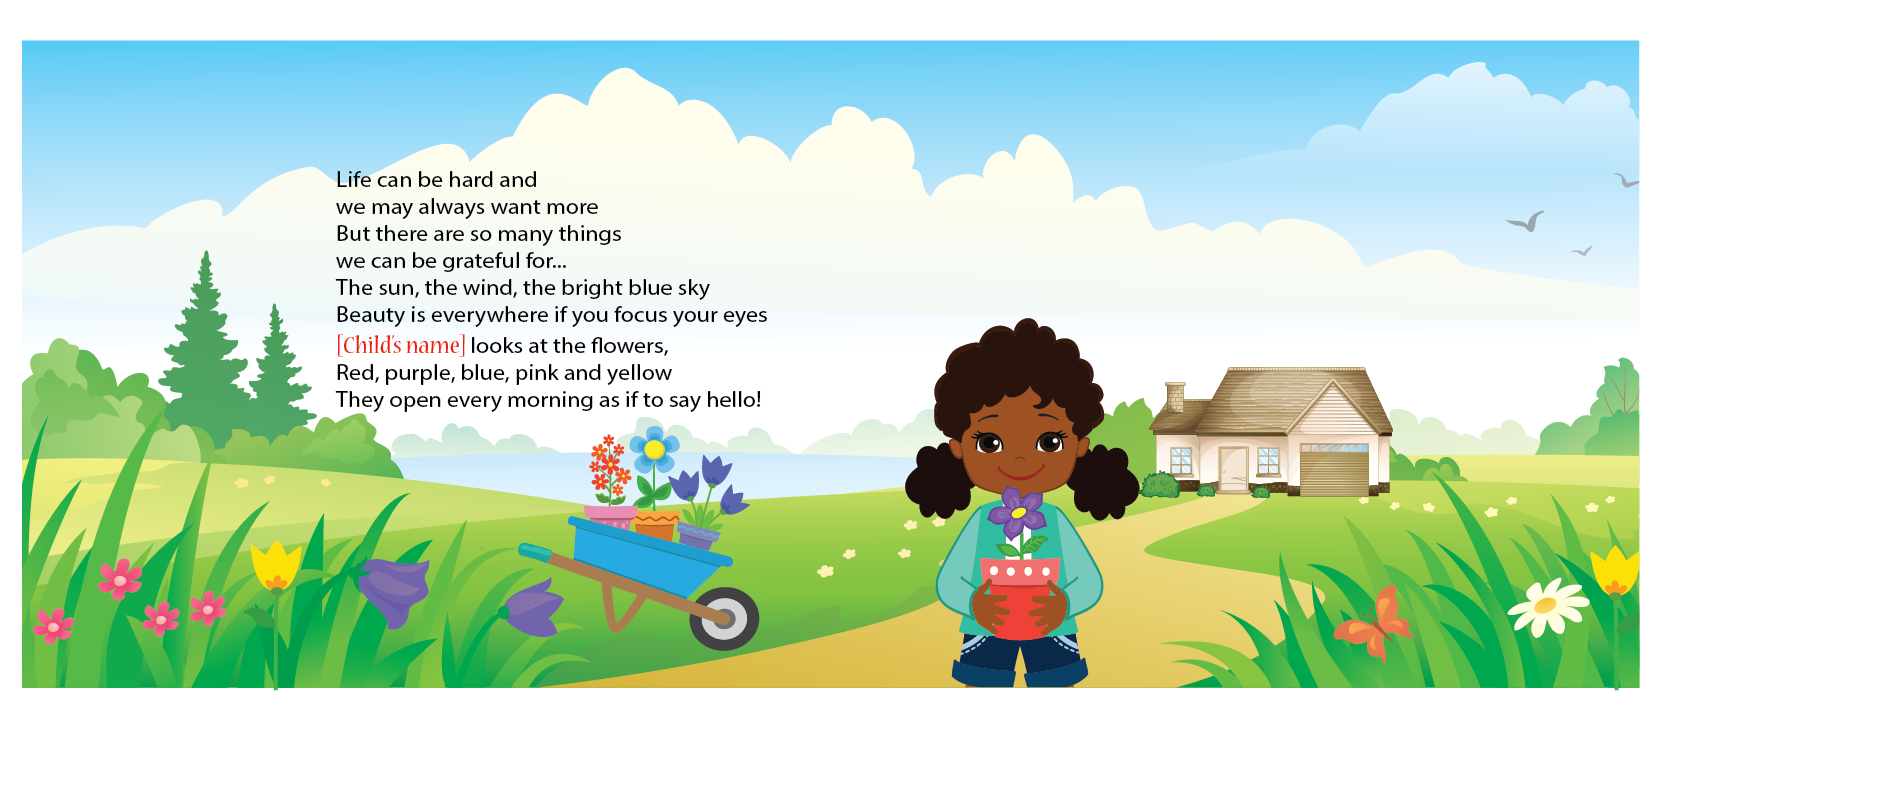 Life can be hard and
we may always want more
But there are so many things
we can be grateful for...
The sun, the wind, the bright blue sky
Beauty is everywhere if you focus your eyes
[Child's name] looks at the flowers,
Red, purple, blue, pink and yellow
They open every morning as if to say hello!